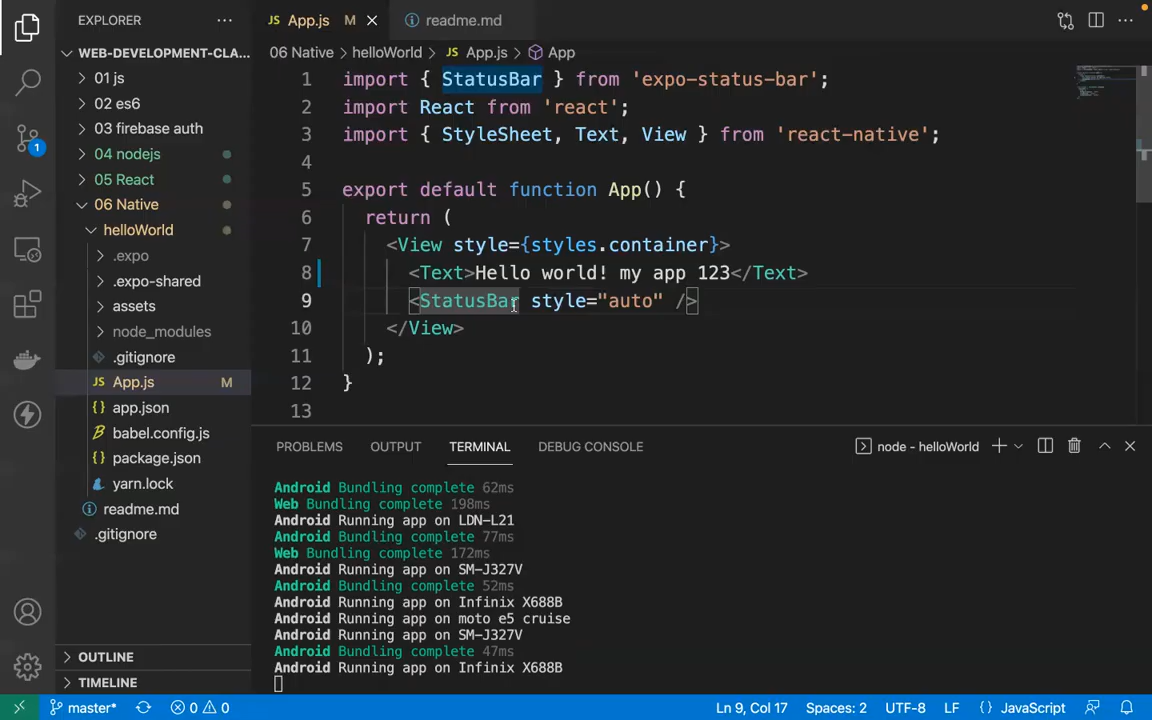 EXPLORER
WEB-DEVELOPMENT-CLA...
01 js
02 es6
03 firebase auth
04 nodejs
05 React
06 Native
helloWorld
.expo
.expo-shared
assets
node_modules
.gitignore
JS App.js M
{} app.json
babel.config.js
{} package.json
yarn.lock
readme.md
.gitignore
OUTLINE
TIMELINE
1
JS App.js M
readme.md
06 Native > helloWorld > JS App.js > App
1 import { StatusBar } from 'expo-status-bar';
2 import React from 'react';
3 import { StyleSheet, Text, View } from 'react-native';
4
5 export default function App() {
6 return (
7 <View style={styles.container}>
8 <Text>Hello world! my app 123</Text>
9 <StatusBar style="auto" />
10 </View>
11 );
12 }
13
PROBLEMS OUTPUT TERMINAL DEBUG CONSOLE node - helloWorld
Android Bundling complete 62ms
Web Bundling complete 198ms
Android Running app on LDN-L21
Android Bundling complete 77ms
Web Bundling complete 172ms
Android Running app on SM-J327V
Android Bundling complete 52ms
Android Running app on Infinix X688B
Android Running app on moto e5 cruise
Android Running app on SM-J327V
Android Bundling complete 47ms
Android Running app on Infinix X688B
master* 0 0 Ln 9, Col 17 Spaces: 2 UTF-8 LF {} JavaScript